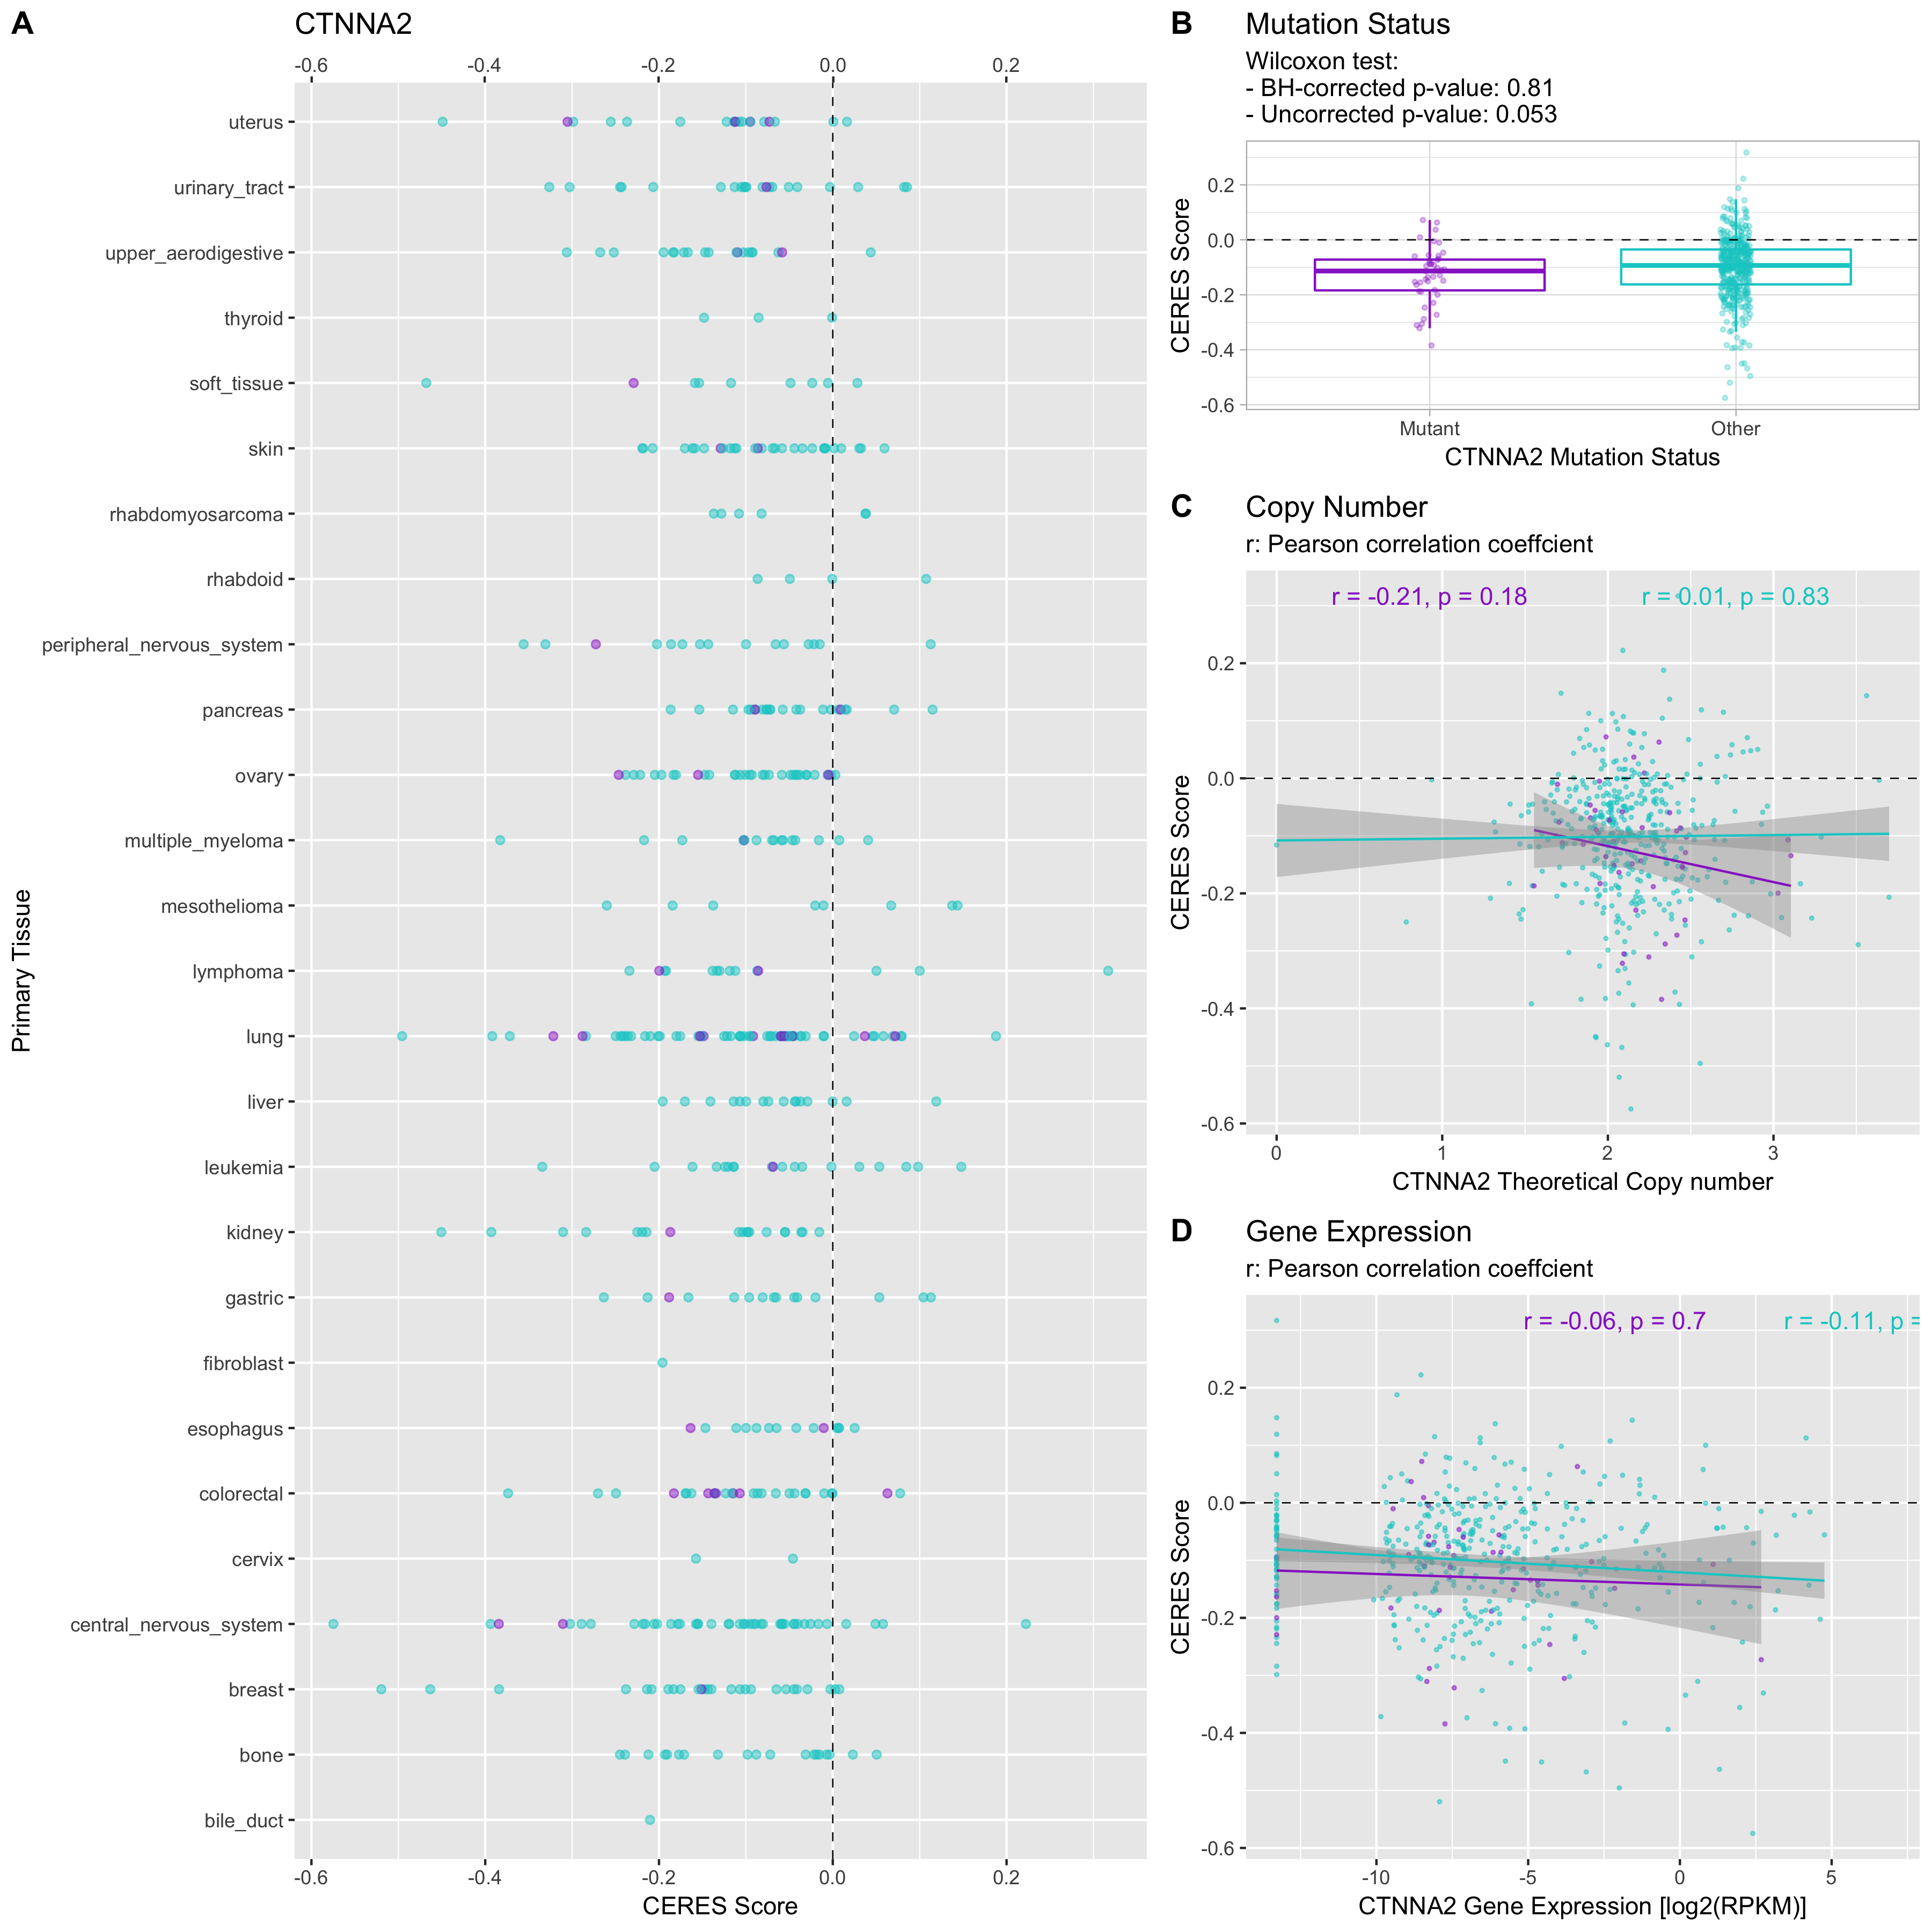 A
CTNNA2
-0.6 -0.4 -0.2 0.0 0.2
Primary Tissue
uterus
urinary_tract
upper_aerodigestive
thyroid
soft_tissue
skin
rhabdomyosarcoma
rhabdoid
peripheral_nervous_system
pancreas
ovary
multiple_myeloma
mesothelioma
lymphoma
lung
liver
leukemia
kidney
gastric
fibroblast
esophagus
colorectal
cervix
central_nervous_system
breast
bone
bile_duct
-0.6 -0.4 -0.2 0.0 0.2
CERES Score
B
Mutation Status
Wilcoxon test:
- BH-corrected p-value: 0.81
- Uncorrected p-value: 0.053
CERES Score
0.2
0.0
-0.2
-0.4
-0.6
Mutant Other
CTNNA2 Mutation Status
C
Copy Number
r: Pearson correlation coeffcient
r = -0.21, p = 0.18 r = 0.01, p = 0.83
CERES Score
0.2
0.0
-0.2
-0.4
-0.6
0 1 2 3
CTNNA2 Theoretical Copy number
D
Gene Expression
r: Pearson correlation coeffcient
r = -0.06, p = 0.7 r = -0.11, p =
CERES Score
0.2
0.0
-0.2
-0.4
-0.6
-10 -5 0 5
CTNNA2 Gene Expression [log2(RPKM)]